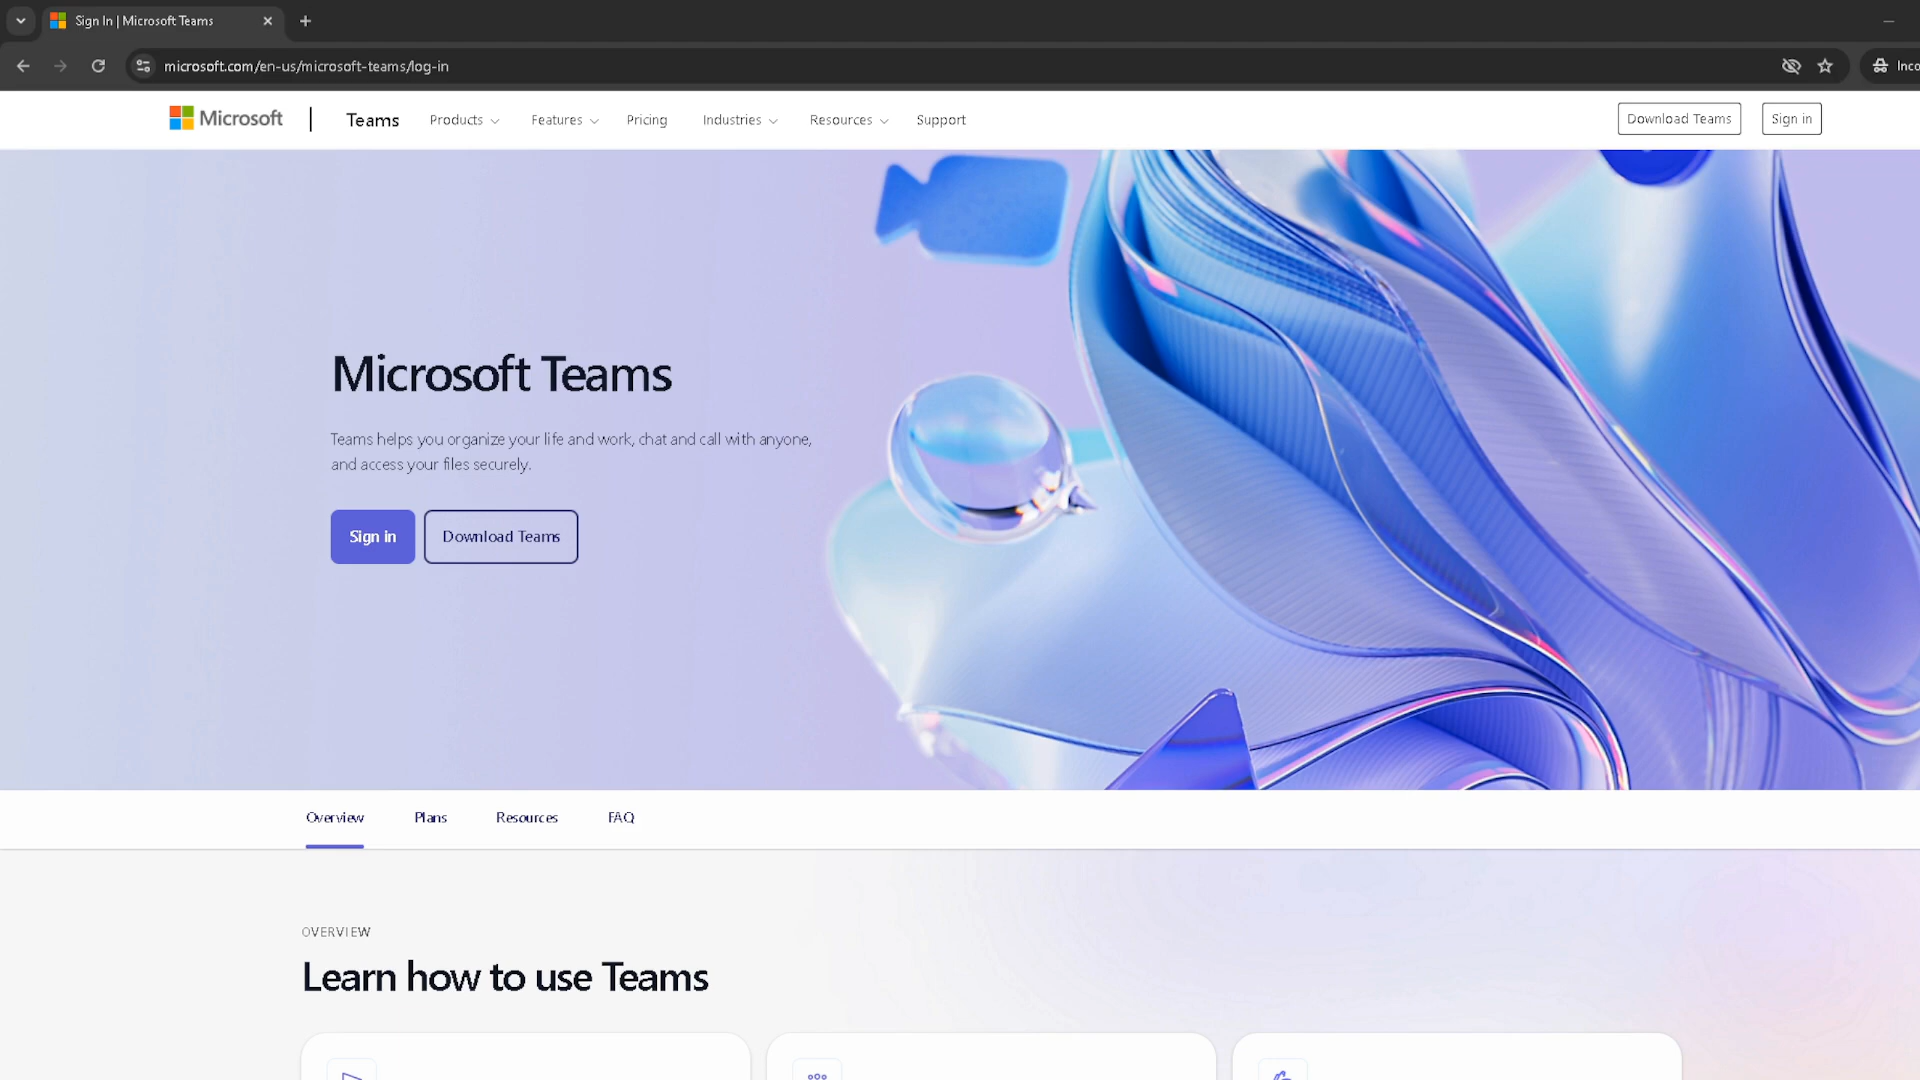 Sign In | Microsoft Teams
microsoft.com/en-us/microsoft-teams/log-in
Microsoft
Teams
Products
Features
Pricing
Industries
Resources
Support
Download Teams
Sign in
Microsoft Teams
Teams helps you organize your life and work, chat and call with anyone,
and access your files securely.
Sign in
Download Teams
Overview
Plans
Resources
FAQ
OVERVIEW
Learn how to use Teams